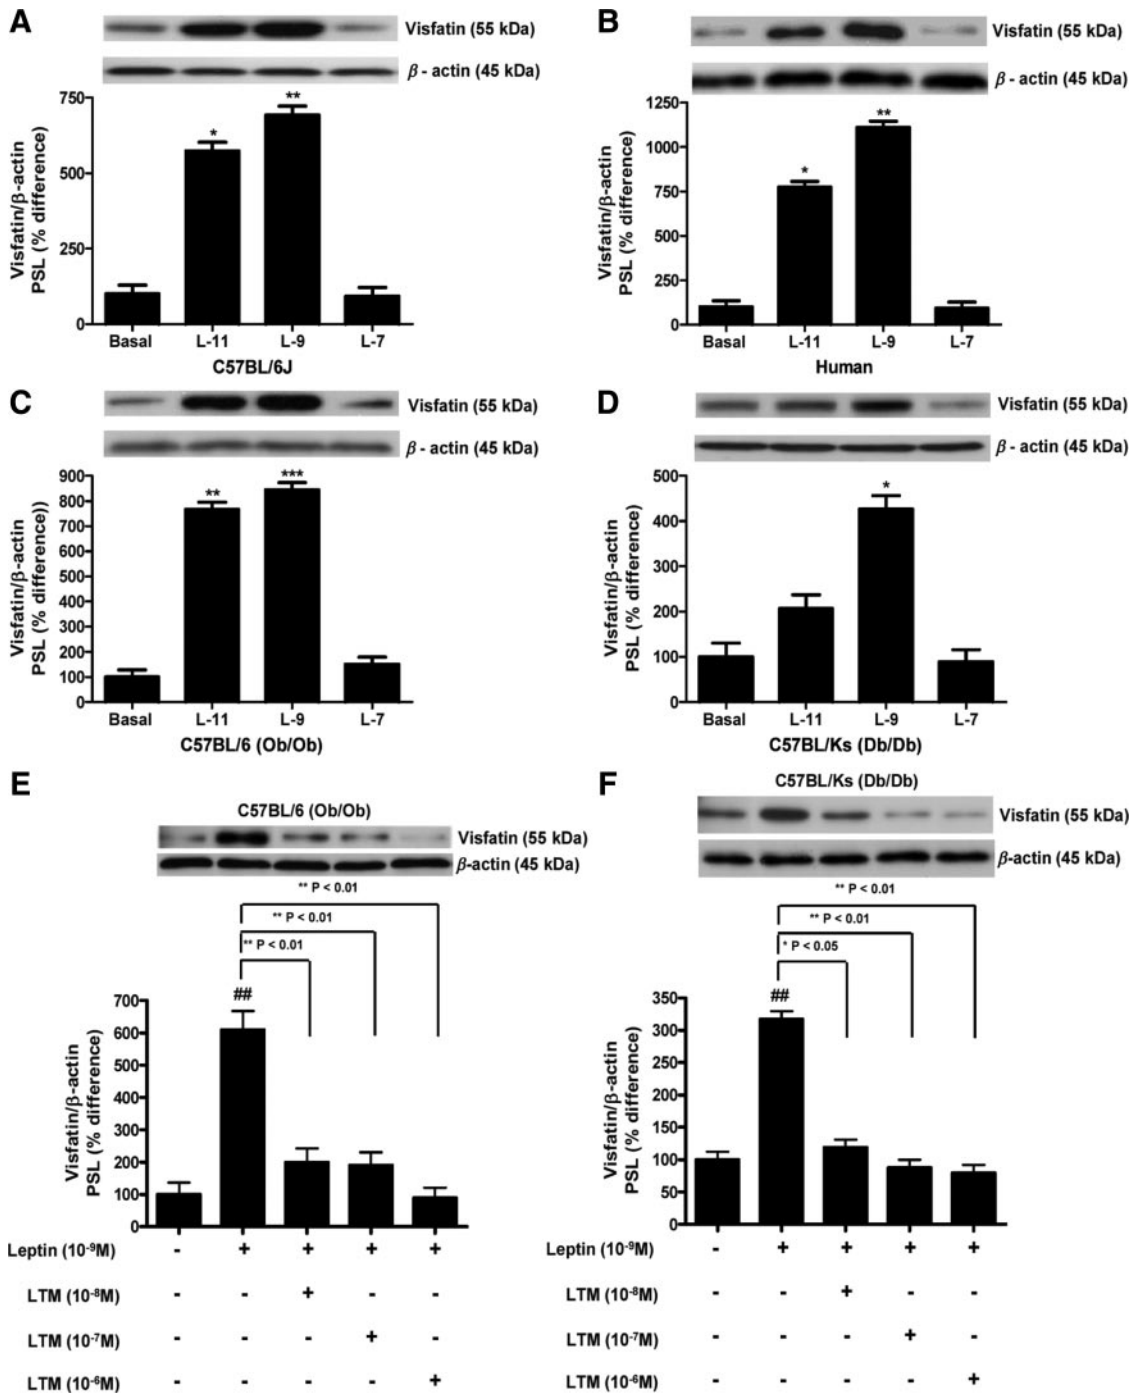 A
Visfatin (55 kDa)
β - actin (45 kDa)
Visfatin/β-actin
PSL (% difference)
750
500
250
0
*
**
Basal L-11 L-9 L-7
C57BL/6J
B
Visfatin (55 kDa)
β - actin (45 kDa)
Visfatin/β-actin
PSL (% difference)
1250
1000
750
500
250
0
*
**
Basal L-11 L-9 L-7
Human
C
Visfatin (55 kDa)
β - actin (45 kDa)
Visfatin/β-actin
PSL (% difference))
900
800
700
600
500
400
300
200
100
0
**
***
Basal L-11 L-9 L-7
C57BL/6 (Ob/Ob)
D
Visfatin (55 kDa)
β - actin (45 kDa)
Visfatin/β-actin
PSL (% difference)
500
400
300
200
100
0
*
Basal L-11 L-9 L-7
C57BL/Ks (Db/Db)
E
C57BL/6 (Ob/Ob)
Visfatin (55 kDa)
β-actin (45 kDa)
** P < 0.01
** P < 0.01
** P < 0.01
##
Visfatin/β-actin
PSL (% difference)
700
600
500
400
300
200
100
0
Leptin (10⁻⁹M) - + + + +
LTM (10⁻⁸M) - - + - -
LTM (10⁻⁷M) - - - + -
LTM (10⁻⁶M) - - - - +
F
C57BL/Ks (Db/Db)
Visfatin (55 kDa)
β-actin (45 kDa)
** P < 0.01
** P < 0.01
* P < 0.05
##
Visfatin/β-actin
PSL (% difference)
350
300
250
200
150
100
50
0
Leptin (10⁻⁹M) - + + + +
LTM (10⁻⁸M) - - + - -
LTM (10⁻⁷M) - - - + -
LTM (10⁻⁶M) - - - - +